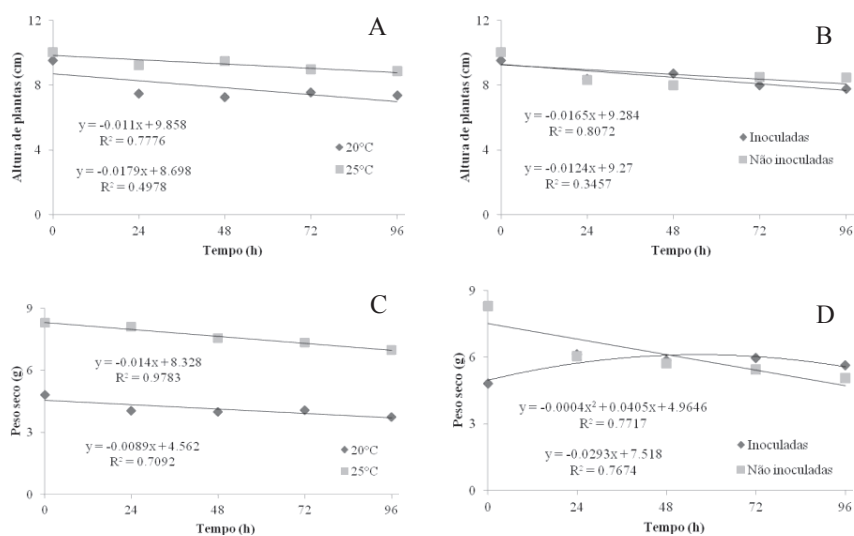 A
Altura de plantas (cm)
12
8
4
0
y = -0.011x + 9.858
R² = 0.7776
y = -0.0179x + 8.698
R² = 0.4978
20°C
25°C
0 24 48 72 96
Tempo (h)
B
Altura de plantas (cm)
12
8
4
0
y = -0.0165x + 9.284
R² = 0.8072
y = -0.0124x + 9.27
R² = 0.3457
Inoculadas
Não inoculadas
0 24 48 72 96
Tempo (h)
C
Peso seco (g)
9
6
3
0
y = -0.014x + 8.328
R² = 0.9783
y = -0.0089x + 4.562
R² = 0.7092
20°C
25°C
0 24 48 72 96
Tempo (h)
D
Peso seco (g)
9
6
3
0
y = -0.0004x² + 0.0405x + 4.9646
R² = 0.7717
y = -0.0293x + 7.518
R² = 0.7674
Inoculadas
Não inoculadas
0 24 48 72 96
Tempo (h)